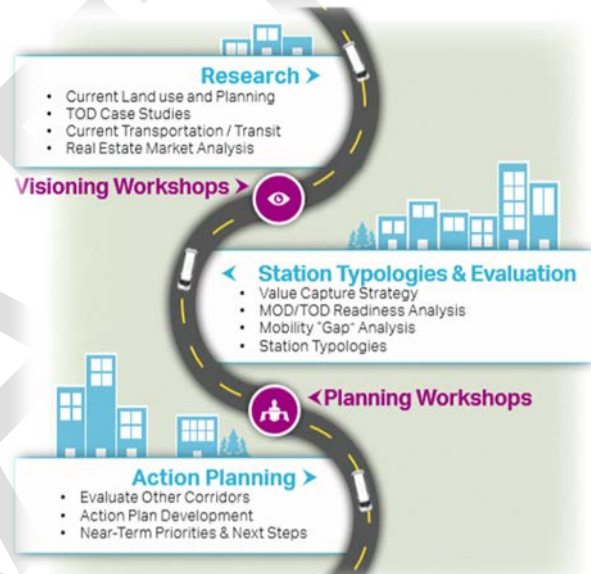 Research >
• Current Land use and Planning
• TOD Case Studies
• Current Transportation / Transit
• Real Estate Market Analysis
Visioning Workshops >
< Station Typologies & Evaluation
• Value Capture Strategy
• MOD/TOD Readiness Analysis
• Mobility "Gap" Analysis
• Station Typologies
< Planning Workshops
Action Planning >
• Evaluate Other Corridors
• Action Plan Development
• Near-Term Priorities & Next Steps